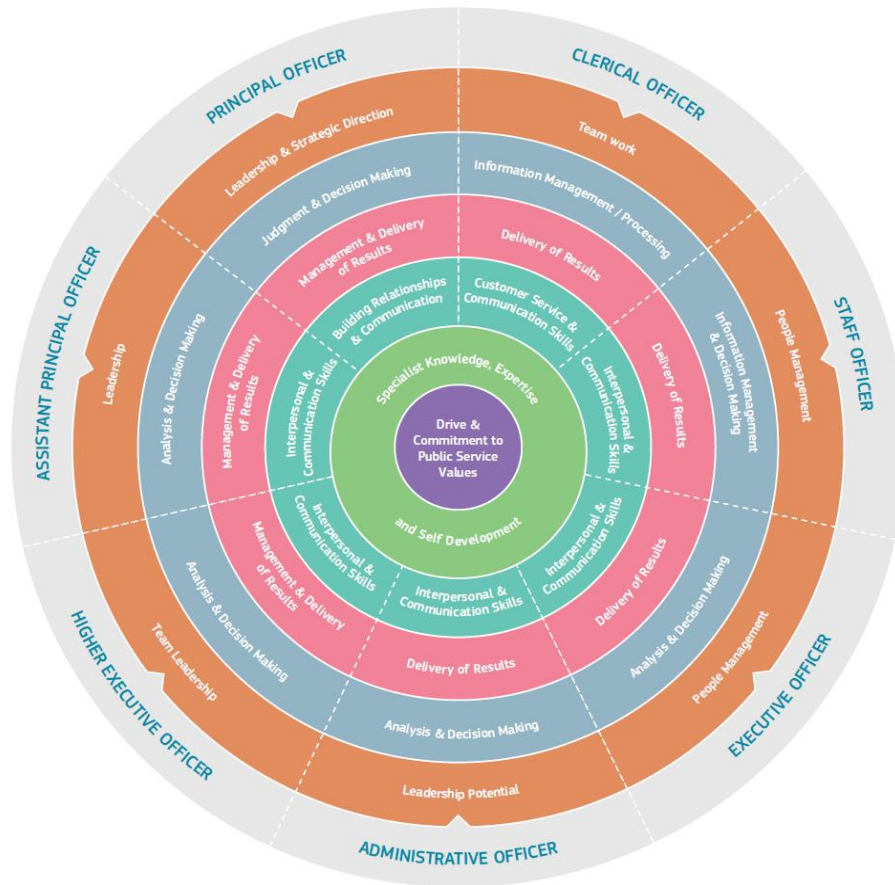 PRINCIPAL OFFICER
CLERICAL OFFICER
STAFF OFFICER
EXECUTIVE OFFICER
ADMINISTRATIVE OFFICER
HIGHER EXECUTIVE OFFICER
ASSISTANT PRINCIPAL OFFICER
Leadership & Strategic Direction
Team work
People Management
People Management
Leadership Potential
Team Leadership
Leadership
Judgment & Decision Making
Information Management / Processing
Information Management
& Decision Making
Analysis & Decision Making
Analysis & Decision Making
Analysis & Decision Making
Analysis & Decision Making
Management & Delivery
of Results
Delivery of Results
Delivery of Results
Delivery of Results
Delivery of Results
Management & Delivery
of Results
Management & Delivery
of Results
Building Relationships
& Communication
Customer Service &
Communication Skills
Interpersonal &
Communication Skills
Interpersonal &
Communication Skills
Interpersonal &
Communication Skills
Interpersonal &
Communication Skills
Interpersonal &
Communication Skills
Specialist Knowledge, Expertise
and Self Development
Drive &
Commitment to
Public Service
Values